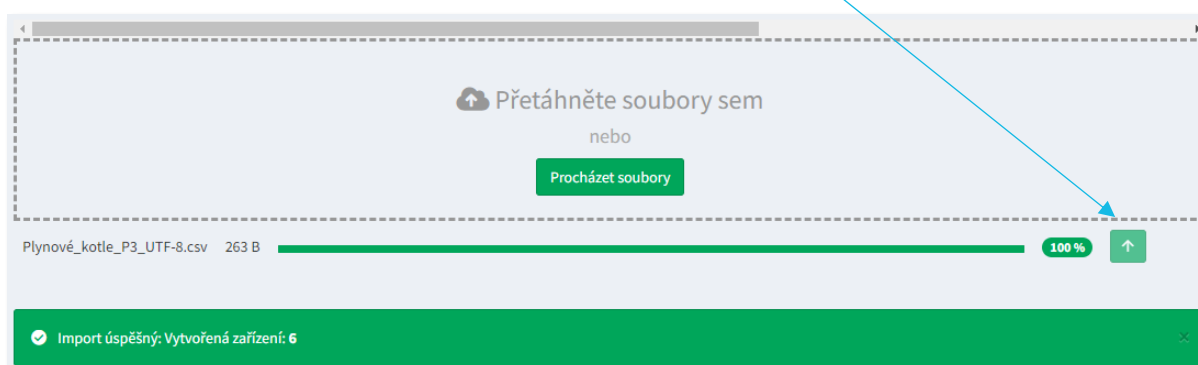 Přetáhněte soubory sem
nebo
Procházet soubory
Plynové_kotle_P3_UTF-8.csv 263 B 100 %
Import úspěšný: Vytvořená zařízení: 6